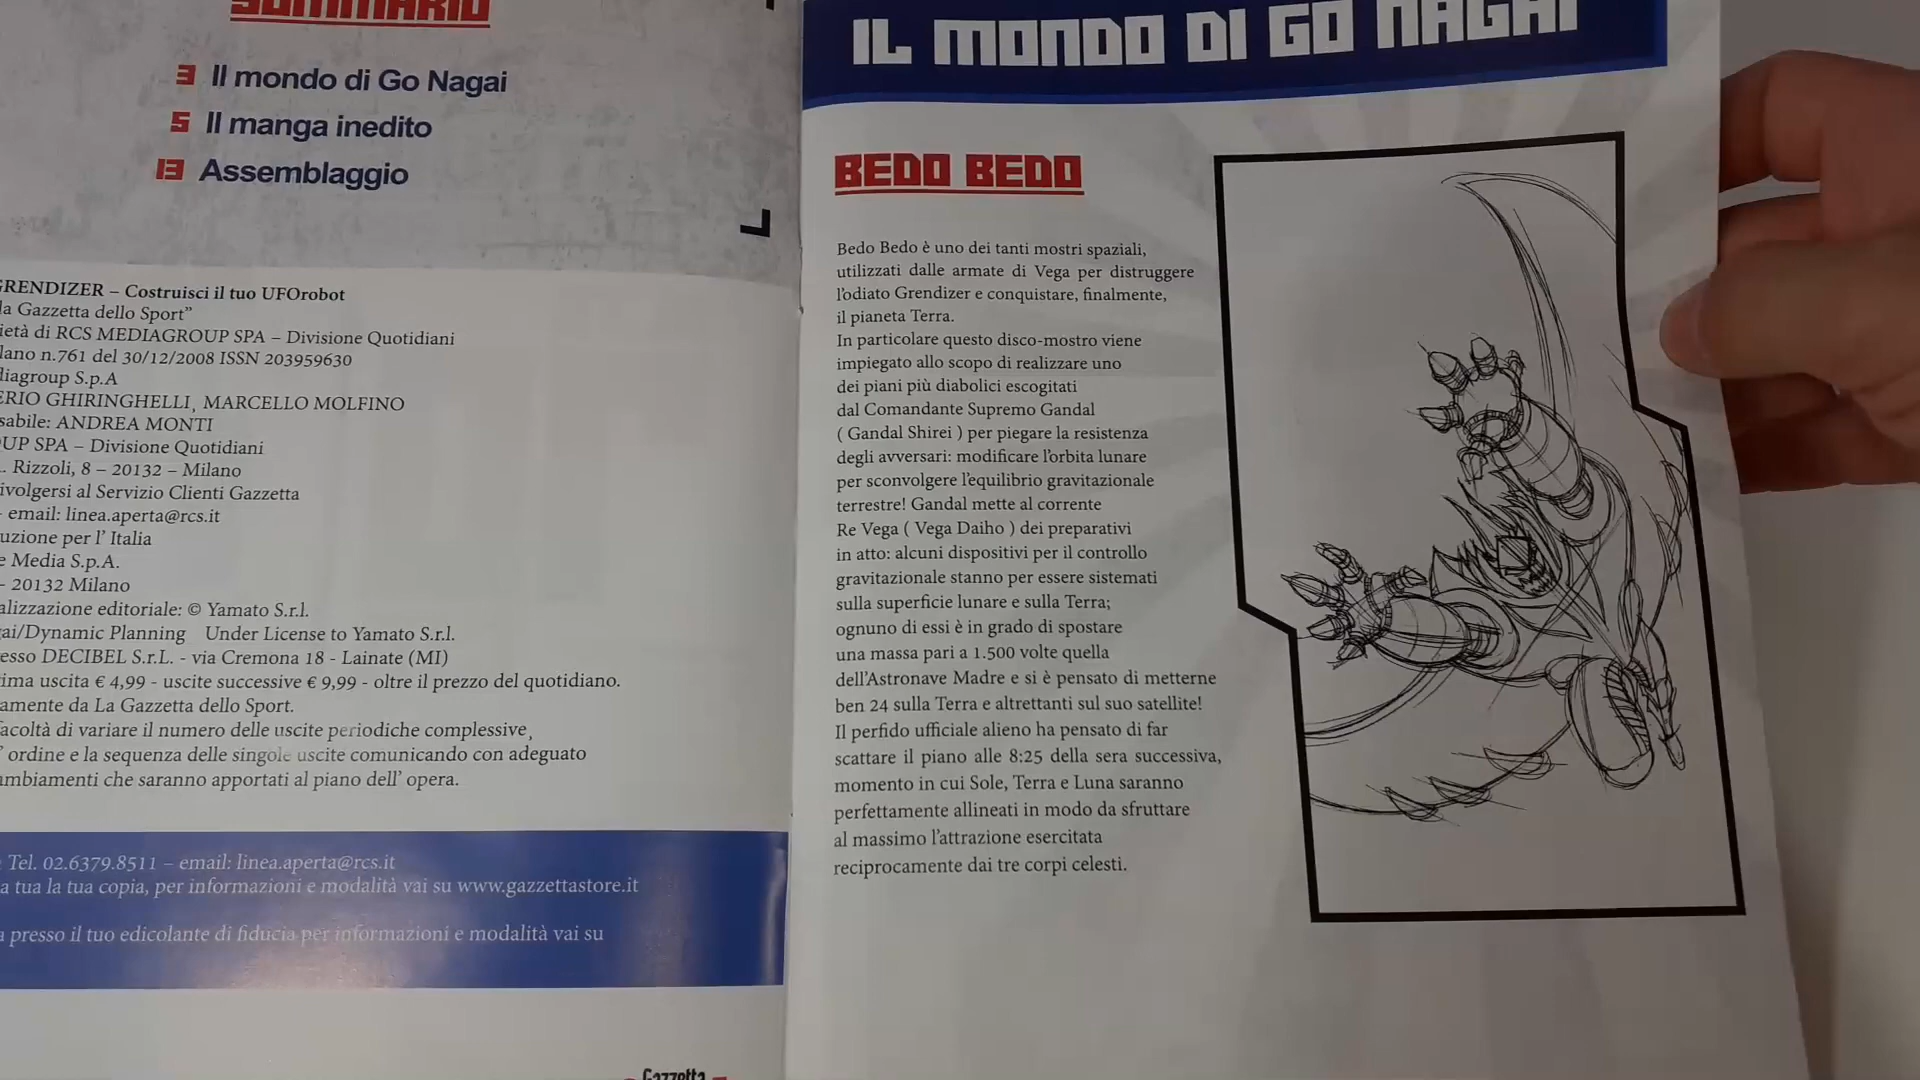 SOMMARIO
3 Il mondo di Go Nagai
5 Il manga inedito
13 Assemblaggio
GRENDIZER – Costruisci il tuo UFOrobot
la Gazzetta dello Sport”
ietà di RCS MEDIAGROUP SPA – Divisione Quotidiani
lano n.761 del 30/12/2008 ISSN 203959630
diagroup S.p.A
ERIO GHIRINGHELLI, MARCELLO MOLFINO
sabile: ANDREA MONTI
OUP SPA – Divisione Quotidiani
. Rizzoli, 8 – 20132 – Milano
ivolgersi al Servizio Clienti Gazzetta
- email: linea.aperta@rcs.it
uzione per l’ Italia
e Media S.p.A.
- 20132 Milano
alizzazione editoriale: © Yamato S.r.l.
gai/Dynamic Planning Under License to Yamato S.r.l.
esso DECIBEL S.r.L. - via Cremona 18 - Lainate (MI)
ima uscita € 4,99 - uscite successive € 9,99 - oltre il prezzo del quotidiano.
amente da La Gazzetta dello Sport.
facoltà di variare il numero delle uscite periodiche complessive,
l’ ordine e la sequenza delle singole uscite comunicando con adeguato
ambiamenti che saranno apportati al piano dell’ opera.
Tel. 02.6379.8511 – email: linea.aperta@rcs.it
a tua la tua copia, per informazioni e modalità vai su www.gazzettastore.it
a presso il tuo edicolante di fiducia per informazioni e modalità vai su
Gazzetta
IL MONDO DI GO NAGAI
BEDO BEDO
Bedo Bedo è uno dei tanti mostri spaziali,
utilizzati dalle armate di Vega per distruggere
l’odiato Grendizer e conquistare, finalmente,
il pianeta Terra.
In particolare questo disco-mostro viene
impiegato allo scopo di realizzare uno
dei piani più diabolici escogitati
dal Comandante Supremo Gandal
( Gandal Shirei ) per piegare la resistenza
degli avversari: modificare l’orbita lunare
per sconvolgere l’equilibrio gravitazionale
terrestre! Gandal mette al corrente
Re Vega ( Vega Daiho ) dei preparativi
in atto: alcuni dispositivi per il controllo
gravitazionale stanno per essere sistemati
sulla superficie lunare e sulla Terra;
ognuno di essi è in grado di spostare
una massa pari a 1.500 volte quella
dell’Astronave Madre e si è pensato di metterne
ben 24 sulla Terra e altrettanti sul suo satellite!
Il perfido ufficiale alieno ha pensato di far
scattare il piano alle 8:25 della sera successiva,
momento in cui Sole, Terra e Luna saranno
perfettamente allineati in modo da sfruttare
al massimo l’attrazione esercitata
reciprocamente dai tre corpi celesti.